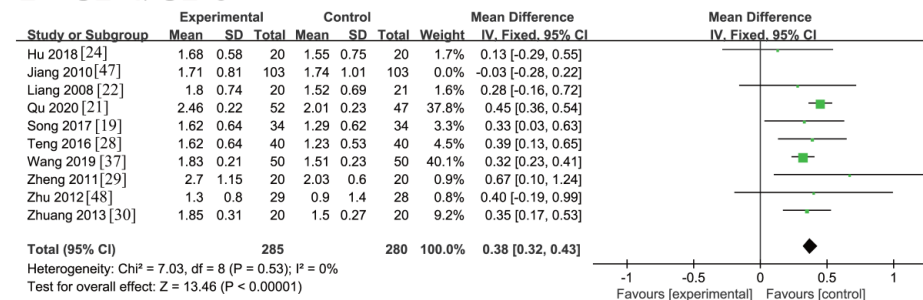 Experimental Control Mean Difference Mean Difference
Study or Subgroup Mean SD Total Mean SD Total Weight IV. Fixed. 95% CI IV. Fixed. 95% CI
Hu 2018 [24] 1.68 0.58 20 1.55 0.75 20 1.7% 0.13 [-0.29, 0.55]
Jiang 2010[47] 1.71 0.81 103 1.74 1.01 103 0.0% -0.03 [-0.28, 0.22]
Liang 2008 [22] 1.8 0.74 20 1.52 0.69 21 1.6% 0.28 [-0.16, 0.72]
Qu 2020 [21] 2.46 0.22 52 2.01 0.23 47 37.8% 0.45 [0.36, 0.54]
Song 2017 [19] 1.62 0.64 34 1.29 0.62 34 3.3% 0.33 [0.03, 0.63]
Teng 2016 [28] 1.62 0.64 40 1.23 0.53 40 4.5% 0.39 [0.13, 0.65]
Wang 2019 [37] 1.83 0.21 50 1.51 0.23 50 40.1% 0.32 [0.23, 0.41]
Zheng 2011[29] 2.7 1.15 20 2.03 0.6 20 0.9% 0.67 [0.10, 1.24]
Zhu 2012[48] 1.3 0.8 29 0.9 1.4 28 0.8% 0.40 [-0.19, 0.99]
Zhuang 2013 [30] 1.85 0.31 20 1.5 0.27 20 9.2% 0.35 [0.17, 0.53]
Total (95% CI) 285 280 100.0% 0.38 [0.32, 0.43]
Heterogeneity: Chi² = 7.03, df = 8 (P = 0.53); I² = 0%
Test for overall effect: Z = 13.46 (P < 0.00001)
-1 -0.5 0 0.5 1
Favours [experimental] Favours [control]